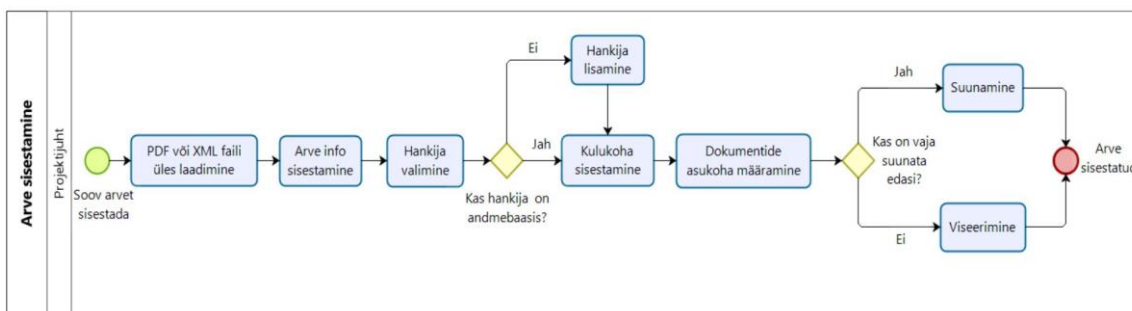 Arve sisestamine
Projektijuht
Soov arvet
sisestada
PDF või XML faili
üles laadimine
Arve info
sisestamine
Hankija
valimine
Kas hankija on
andmebaasis?
Ei
Hankija
lisamine
Jah
Kulukoha
sisestamine
Dokumentide
asukoha määramine
Kas on vaja
suunata
edasi?
Jah
Suunamine
Ei
Viseerimine
Arve
sisestatud